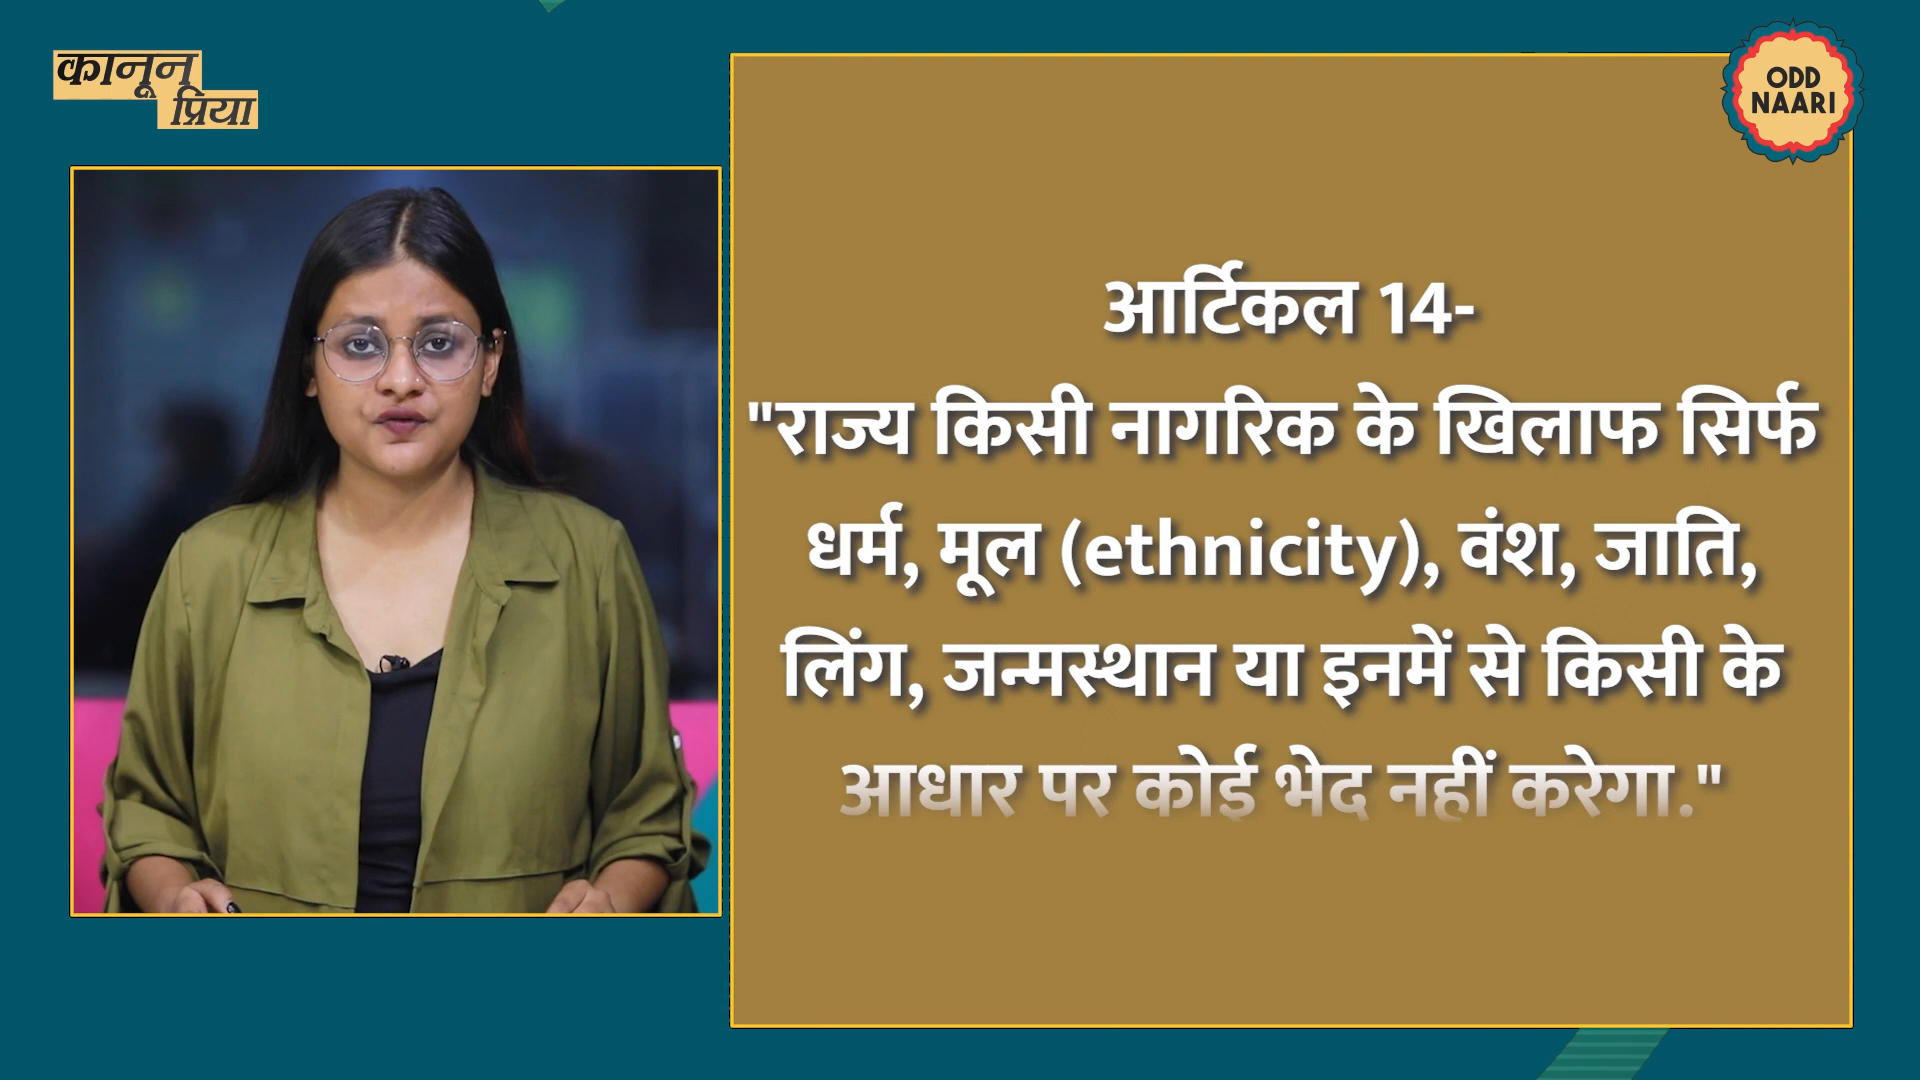 कानून
प्रिया
ODD
NAARI
आर्टिकल 14-
"राज्य किसी नागरिक के खिलाफ सिर्फ
धर्म, मूल (ethnicity), वंश, जाति,
लिंग, जन्मस्थान या इनमें से किसी के
आधार पर कोई भेद नहीं करेगा."